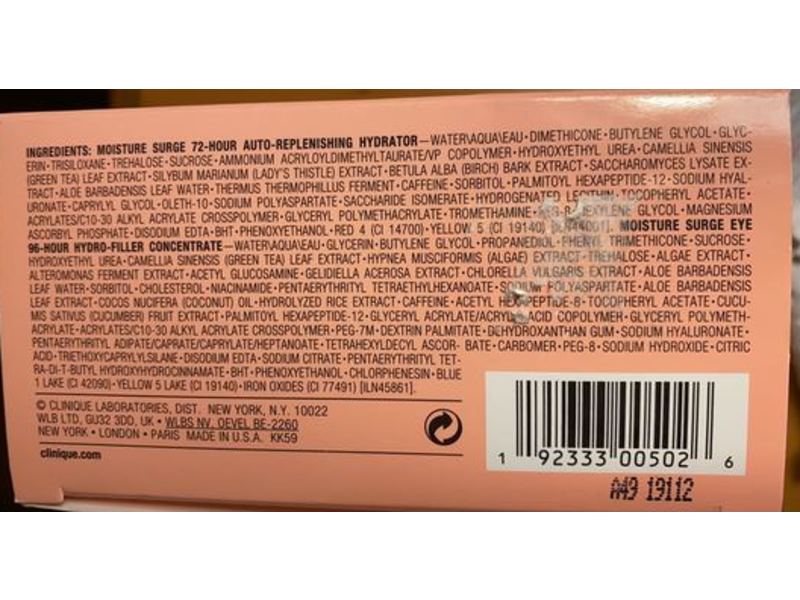 INGREDIENTS: MOISTURE SURGE 72-HOUR AUTO-REPLENISHING HYDRATOR—WATER\AQUA\EAU•DIMETHICONE•BUTYLENE GLYCOL•GLYC-
ERIN•TRISILOXANE•TREHALOSE•SUCROSE•AMMONIUM ACRYLOYLDIMETHYLTAURATE/VP COPOLYMER•HYDROXYETHYL UREA•CAMELLIA SINENSIS
(GREEN TEA) LEAF EXTRACT•SILYBUM MARIANUM (LADY'S THISTLE) EXTRACT•BETULA ALBA (BIRCH) BARK EXTRACT•SACCHAROMYCES LYSATE EX-
TRACT•ALOE BARBADENSIS LEAF WATER•THERMUS THERMOPHILLUS FERMENT•CAFFEINE•SORBITOL•PALMITOYL HEXAPEPTIDE-12•SODIUM HYAL-
URONATE•CAPRYLYL GLYCOL•OLETH-10•SODIUM POLYASPARTATE•SACCHARIDE ISOMERATE•HYDROGENATED LECITHIN•TOCOPHERYL ACETATE•
ACRYLATES/C10-30 ALKYL ACRYLATE CROSSPOLYMER•GLYCERYL POLYMETHACRYLATE•TROMETHAMINE•PEG-8•HEXYLENE GLYCOL•MAGNESIUM
ASCORBYL PHOSPHATE•DISODIUM EDTA•BHT•PHENOXYETHANOL•RED 4 (CI 14700)•YELLOW 5 (CI 19140) MOISTURE SURGE EYE
96-HOUR HYDRO-FILLER CONCENTRATE—WATER\AQUA\EAU•GLYCERIN•BUTYLENE GLYCOL•PROPANEDIOL•PHENYL TRIMETHICONE•SUCROSE•
HYDROXYETHYL UREA•CAMELLIA SINENSIS (GREEN TEA) LEAF EXTRACT•HYPNEA MUSCIFORMIS (ALGAE) EXTRACT•TREHALOSE•ALGAE EXTRACT•
ALTEROMONAS FERMENT EXTRACT•ACETYL GLUCOSAMINE•GELIDIELLA ACEROSA EXTRACT•CHLORELLA VULGARIS EXTRACT•ALOE BARBADENSIS
LEAF WATER•SORBITOL•CHOLESTEROL•NIACINAMIDE•PENTAERYTHRITYL TETRAETHYLHEXANOATE•SODIUM POLYASPARTATE•ALOE BARBADENSIS
LEAF EXTRACT•COCOS NUCIFERA (COCONUT) OIL•HYDROLYZED RICE EXTRACT•CAFFEINE•ACETYL HEXAPEPTIDE-8•TOCOPHERYL ACETATE•CUCU-
MIS SATIVUS (CUCUMBER) FRUIT EXTRACT•PALMITOYL HEXAPEPTIDE-12•GLYCERYL ACRYLATE/ACRYLIC ACID COPOLYMER•GLYCERYL POLYMETH-
ACRYLATE•ACRYLATES/C10-30 ALKYL ACRYLATE CROSSPOLYMER•PEG-7M•DEXTRIN PALMITATE•DEHYDROXANTHAN GUM•SODIUM HYALURONATE•
PENTAERYTHRITYL ADIPATE/CAPRATE/CAPRYLATE/HEPTANOATE•TETRAHEXYLDECYL ASCOR- BATE•CARBOMER•PEG-8•SODIUM HYDROXIDE•CITRIC
ACID•TRIETHOXYCAPRYLYLSILANE•DISODIUM EDTA•SODIUM CITRATE•PENTAERYTHRITYL TET-
RA-DI-T-BUTYL HYDROXYHYDROCINNAMATE•BHT•PHENOXYETHANOL•CHLORPHENESIN•BLUE
1 LAKE (CI 42090)•YELLOW 5 LAKE (CI 19140)•IRON OXIDES (CI 77491) [ILN45861].
© CLINIQUE LABORATORIES, DIST. NEW YORK, N.Y. 10022
WLB LTD, GU32 3DD, UK • WLBS NV, OEVEL BE-2260
NEW YORK • LONDON • PARIS MADE IN U.S.A. KK59
clinique.com
1 92333 00502 6
A49 19112